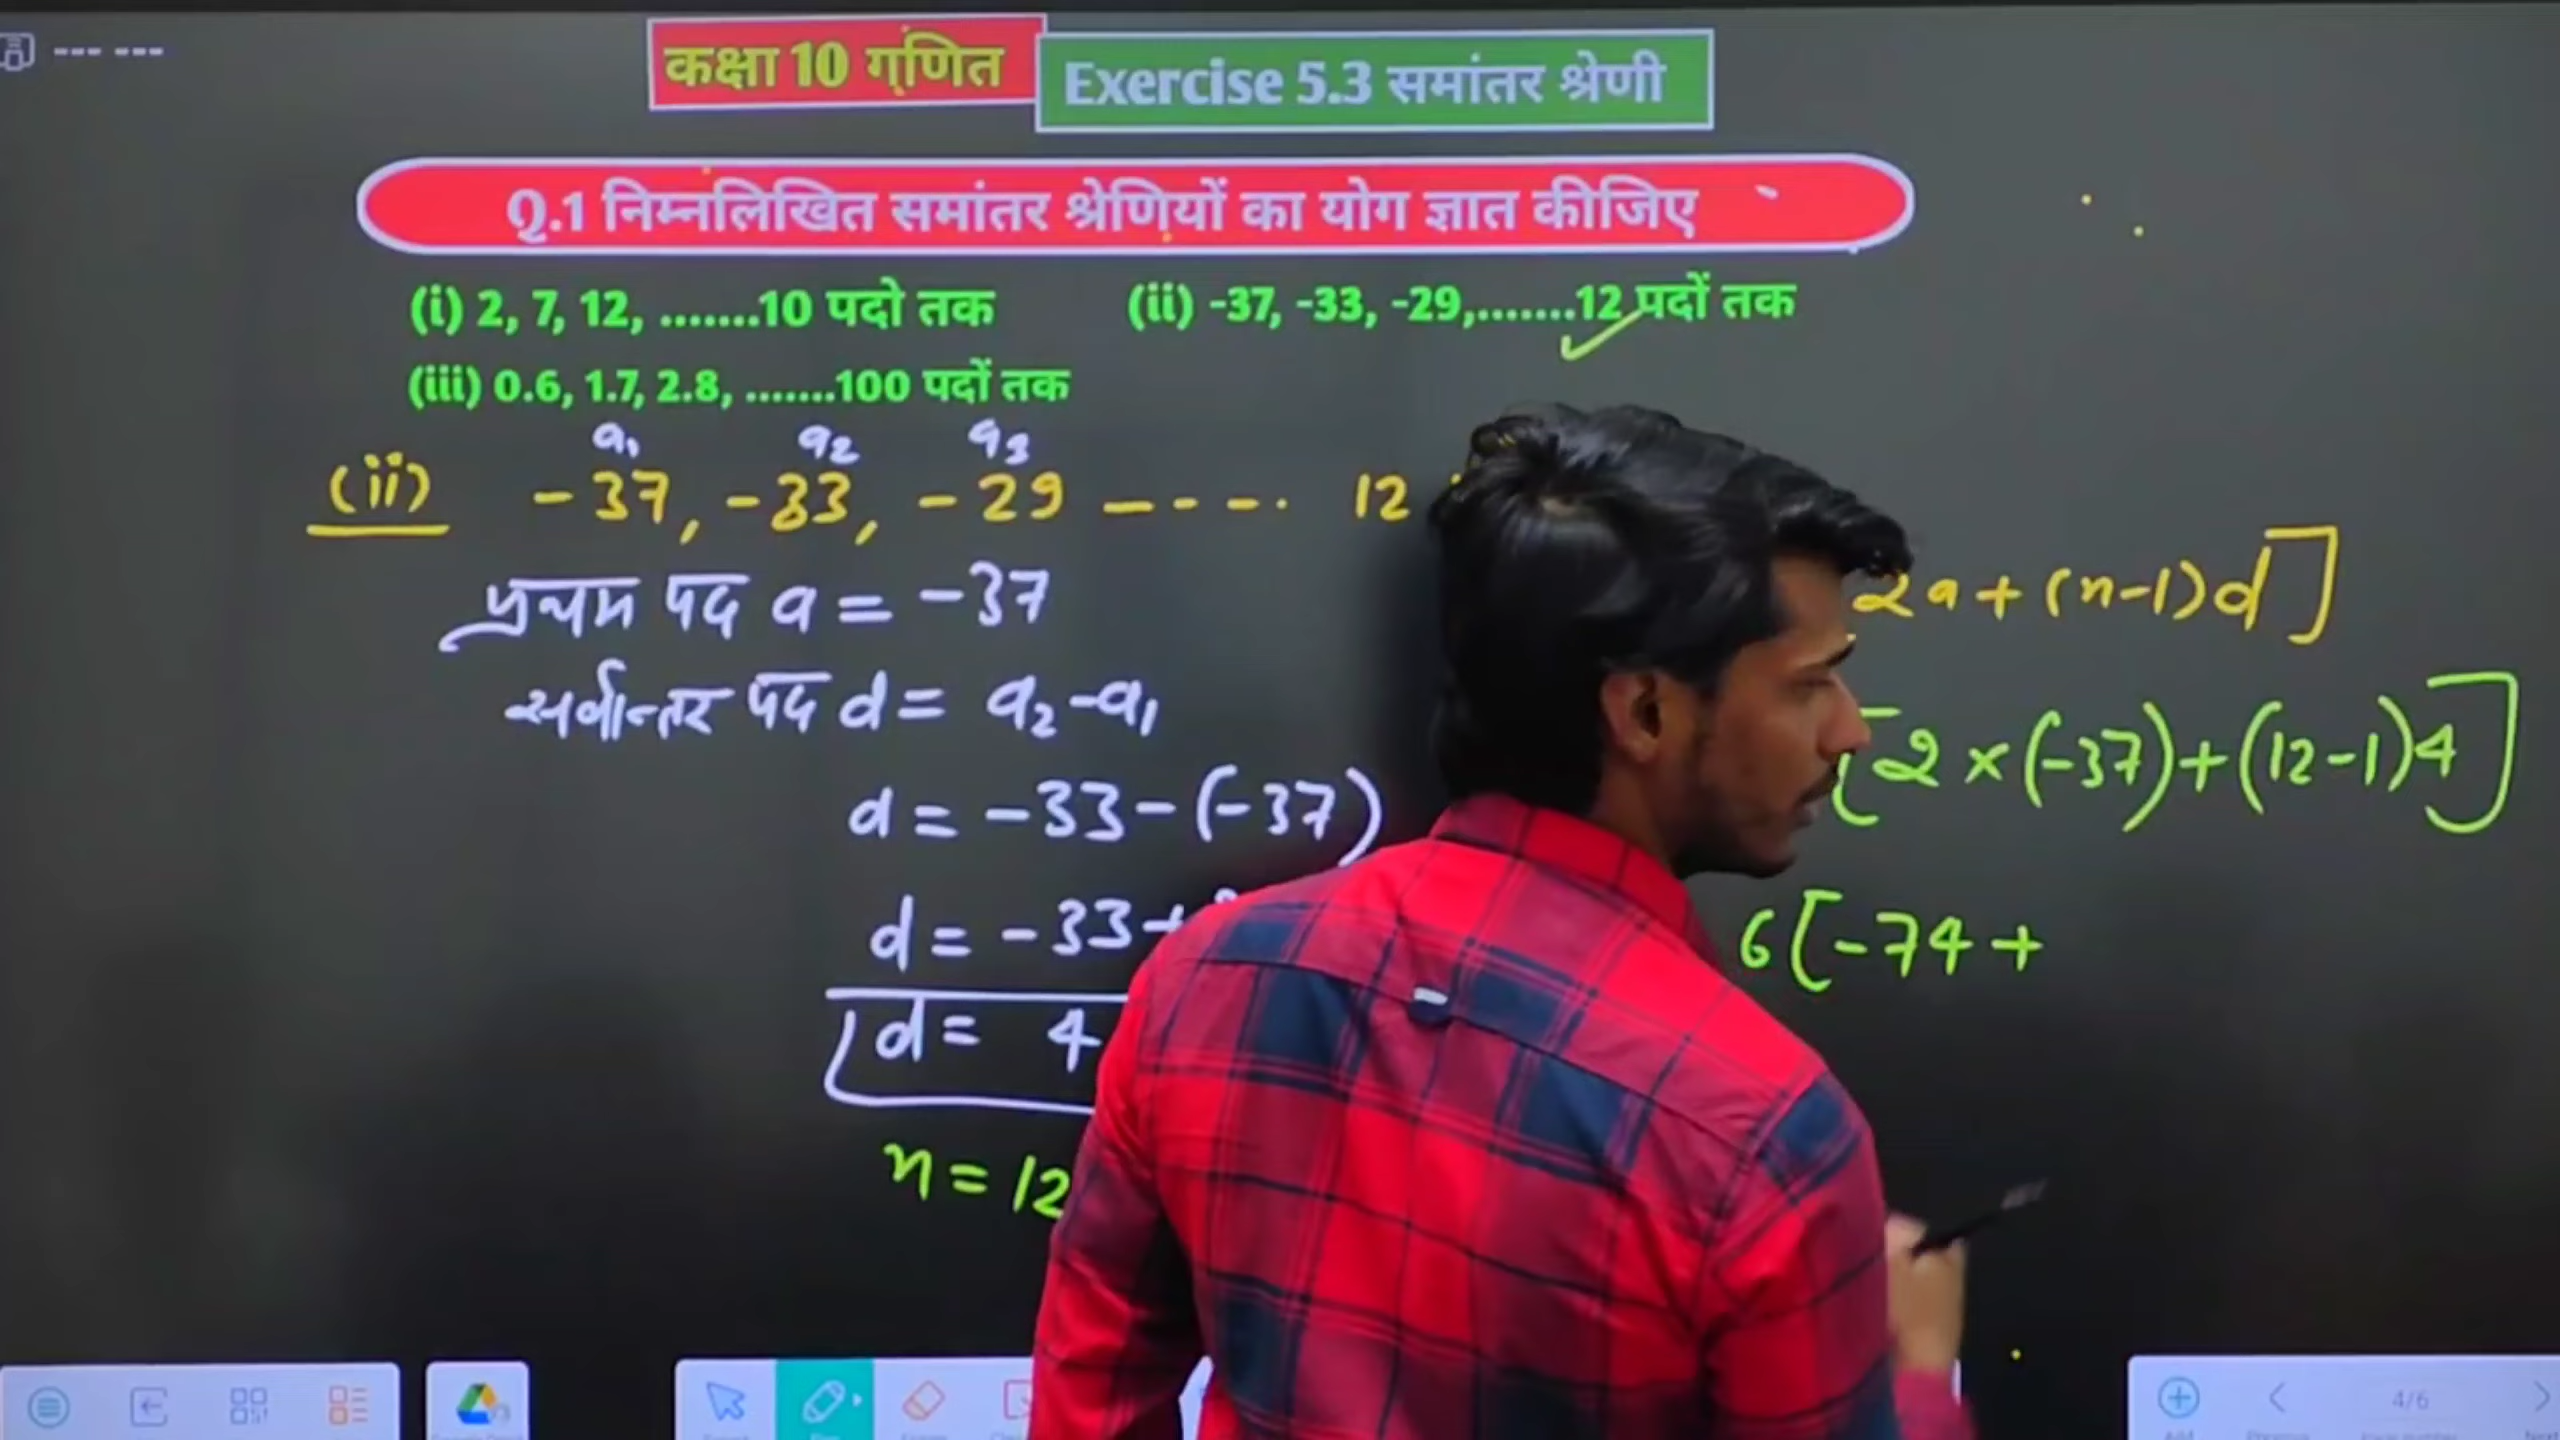 --- ---
कक्षा 10 गणित
Exercise 5.3 समांतर श्रेणी
Q.1 निम्नलिखित समांतर श्रेणियों का योग ज्ञात कीजिए
(i) 2, 7, 12, .......10 पदो तक
(ii) -37, -33, -29,.......12 पदों तक
(iii) 0.6, 1.7, 2.8, .......100 पदों तक
a₁ a₂ a₃
(ii) -37, -33, -29 ----. 12
प्रथम पद a = -37
सर्वान्तर पद d = a₂-a₁
d = -33-(-37)
d = -33+
d = 4
n = 12
2a+(n-1)d]
[2×(-37)+(12-1)4]
6[-74+
4/6